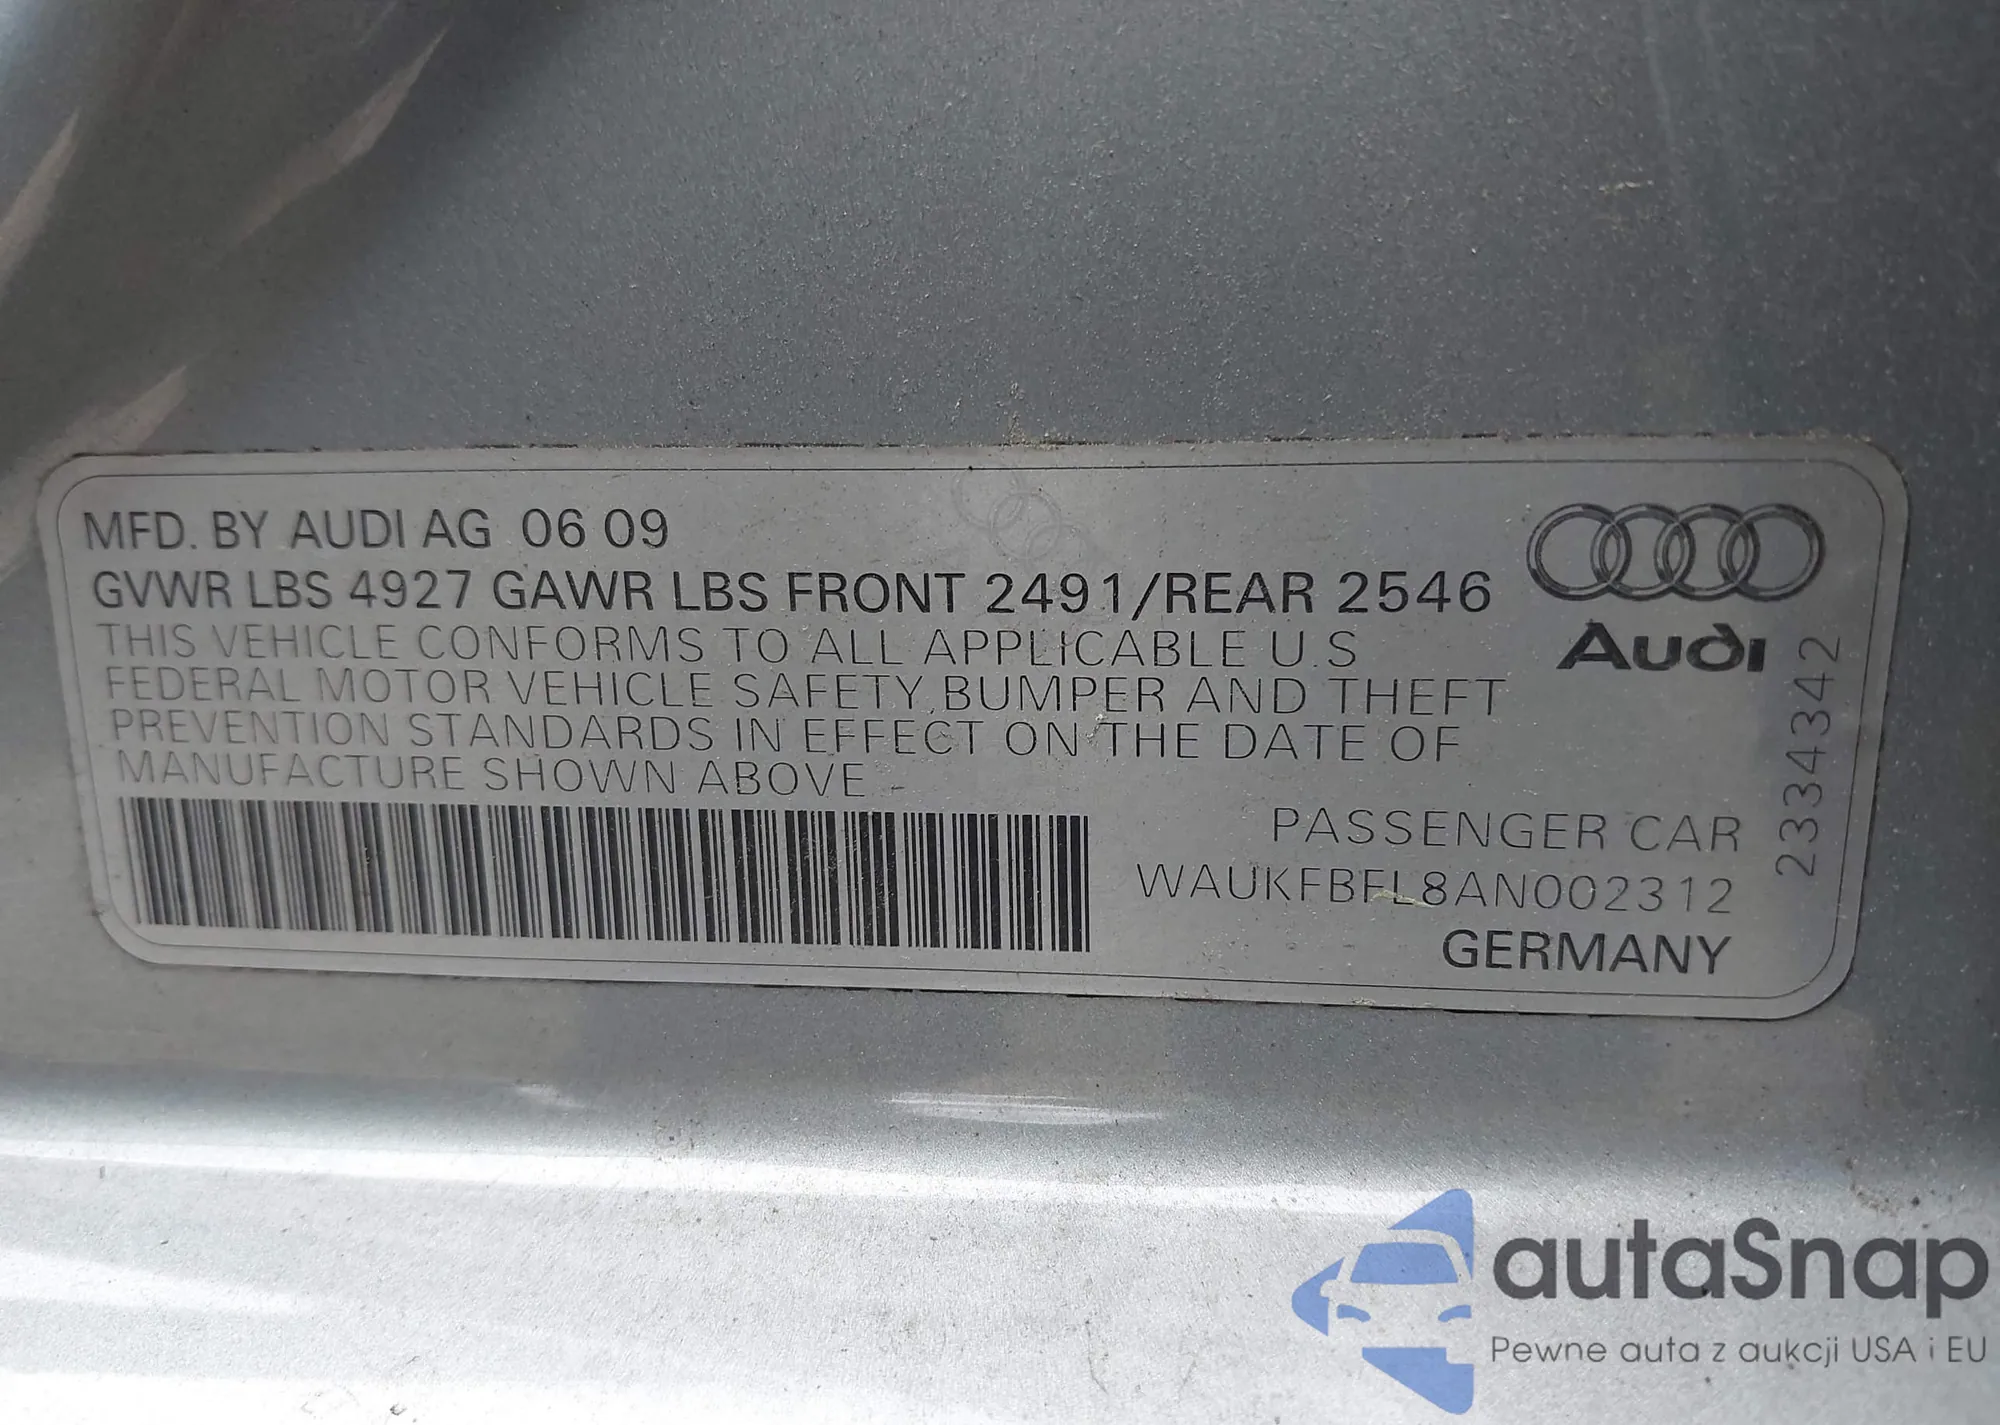 MFD. BY AUDI AG 06 09
GVWR LBS 4927 GAWR LBS FRONT 2491/REAR 2546
THIS VEHICLE CONFORMS TO ALL APPLICABLE U.S
FEDERAL MOTOR VEHICLE SAFETY, BUMPER AND THEFT
PREVENTION STANDARDS IN EFFECT ON THE DATE OF
MANUFACTURE SHOWN ABOVE
Audi
2334342
PASSENGER CAR
WAUKFBFL8AN002312
GERMANY
autaSnap
Pewne auta z aukcji USA i EU